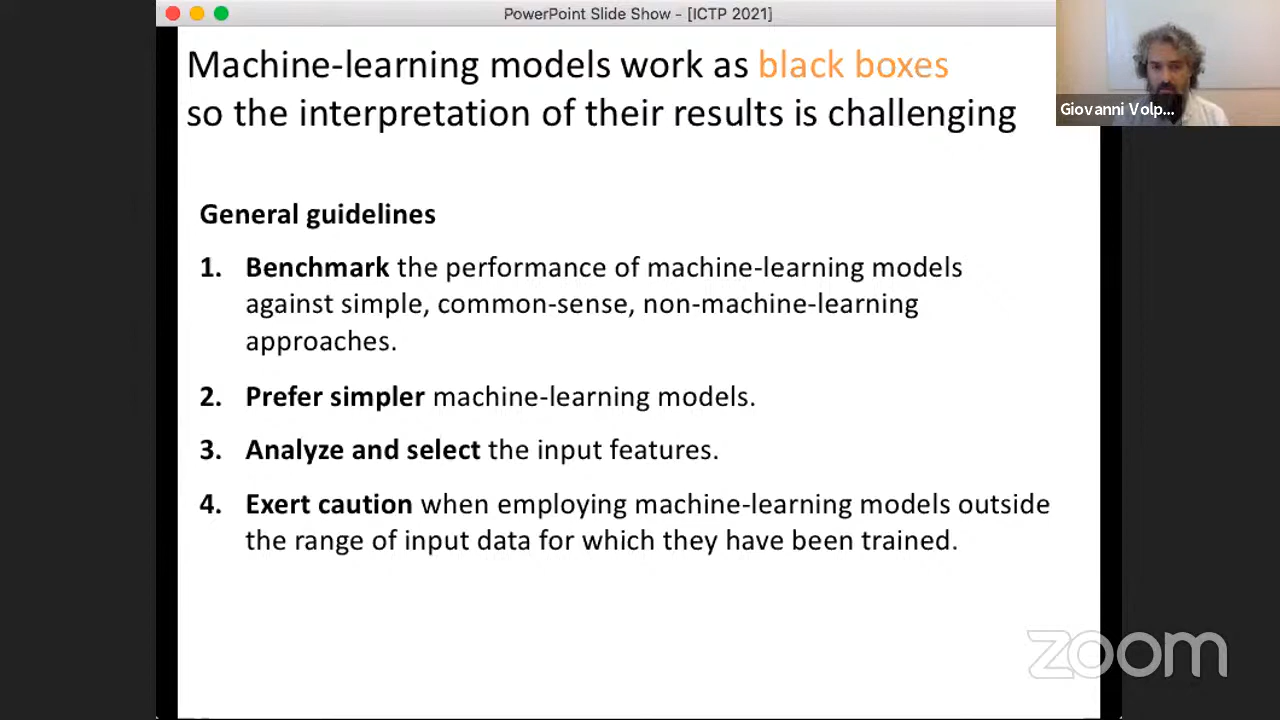 PowerPoint Slide Show - [ICTP 2021]
Machine-learning models work as black boxes
so the interpretation of their results is challenging
Giovanni Volp...
General guidelines
1. Benchmark the performance of machine-learning models
against simple, common-sense, non-machine-learning
approaches.
2. Prefer simpler machine-learning models.
3. Analyze and select the input features.
4. Exert caution when employing machine-learning models outside
the range of input data for which they have been trained.
zoom